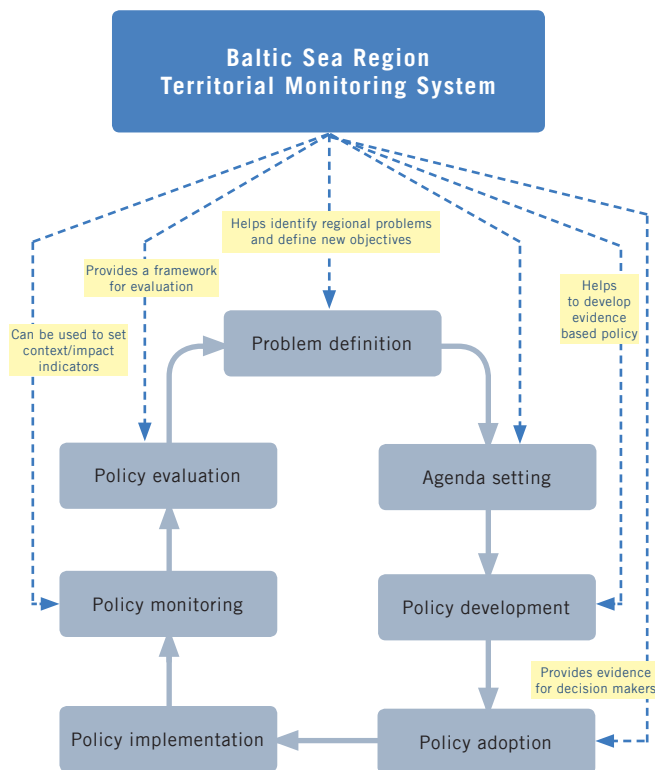 Baltic Sea Region
Territorial Monitoring System
Helps identify regional problems
and define new objectives
Provides a framework
for evaluation
Helps
to develop
evidence
based policy
Can be used to set
context/impact
indicators
Problem definition
Policy evaluation
Agenda setting
Policy monitoring
Policy development
Provides evidence
for decision makers
Policy implementation
Policy adoption